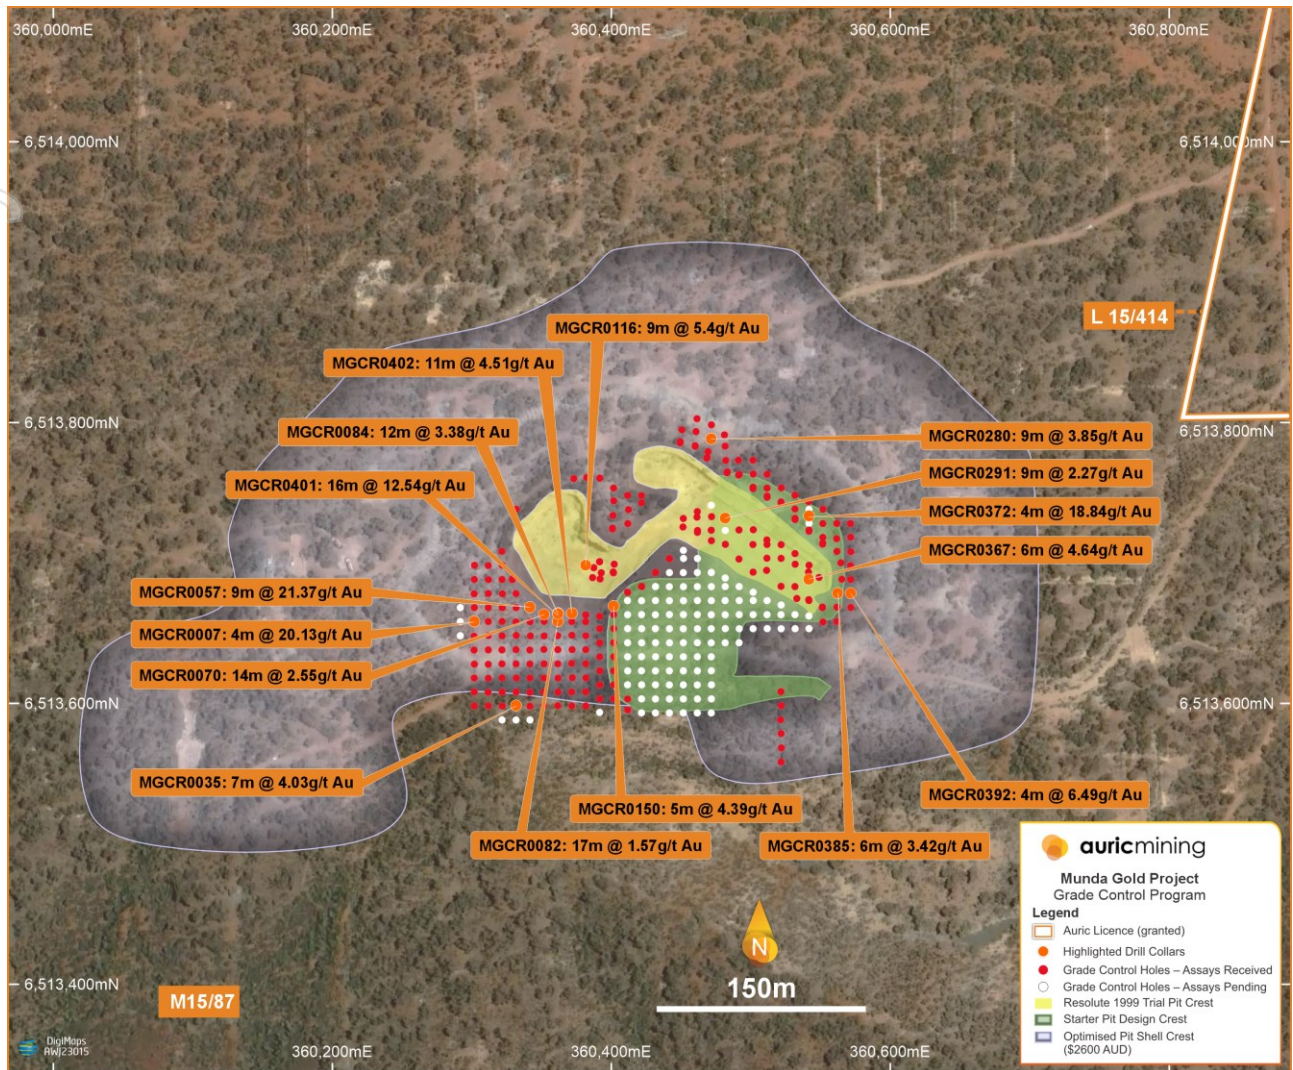 360,000mE
360,200mE
360,400mE
360,600mE
360,800mE
6,514,000mN
6,514,000mN
L 15/414
MGCR0116: 9m @ 5.4g/t Au
MGCR0402: 11m @ 4.51g/t Au
MGCR0084: 12m @ 3.38g/t Au
MGCR0401: 16m @ 12.54g/t Au
6,513,800mN
6,513,800mN
MGCR0280: 9m @ 3.85g/t Au
MGCR0291: 9m @ 2.27g/t Au
MGCR0372: 4m @ 18.84g/t Au
MGCR0367: 6m @ 4.64g/t Au
MGCR0057: 9m @ 21.37g/t Au
MGCR0007: 4m @ 20.13g/t Au
MGCR0070: 14m @ 2.55g/t Au
6,513,600mN
6,513,600mN
MGCR0035: 7m @ 4.03g/t Au
MGCR0150: 5m @ 4.39g/t Au
MGCR0392: 4m @ 6.49g/t Au
MGCR0082: 17m @ 1.57g/t Au
MGCR0385: 6m @ 3.42g/t Au
N
150m
6,513,400mN
M15/87
DigiMaps
AWJ23015
360,200mE
360,400mE
360,600mE
auricmining
Munda Gold Project
Grade Control Program
Legend
Auric Licence (granted)
Highlighted Drill Collars
Grade Control Holes – Assays Received
Grade Control Holes – Assays Pending
Resolute 1999 Trial Pit Crest
Starter Pit Design Crest
Optimised Pit Shell Crest
($2600 AUD)